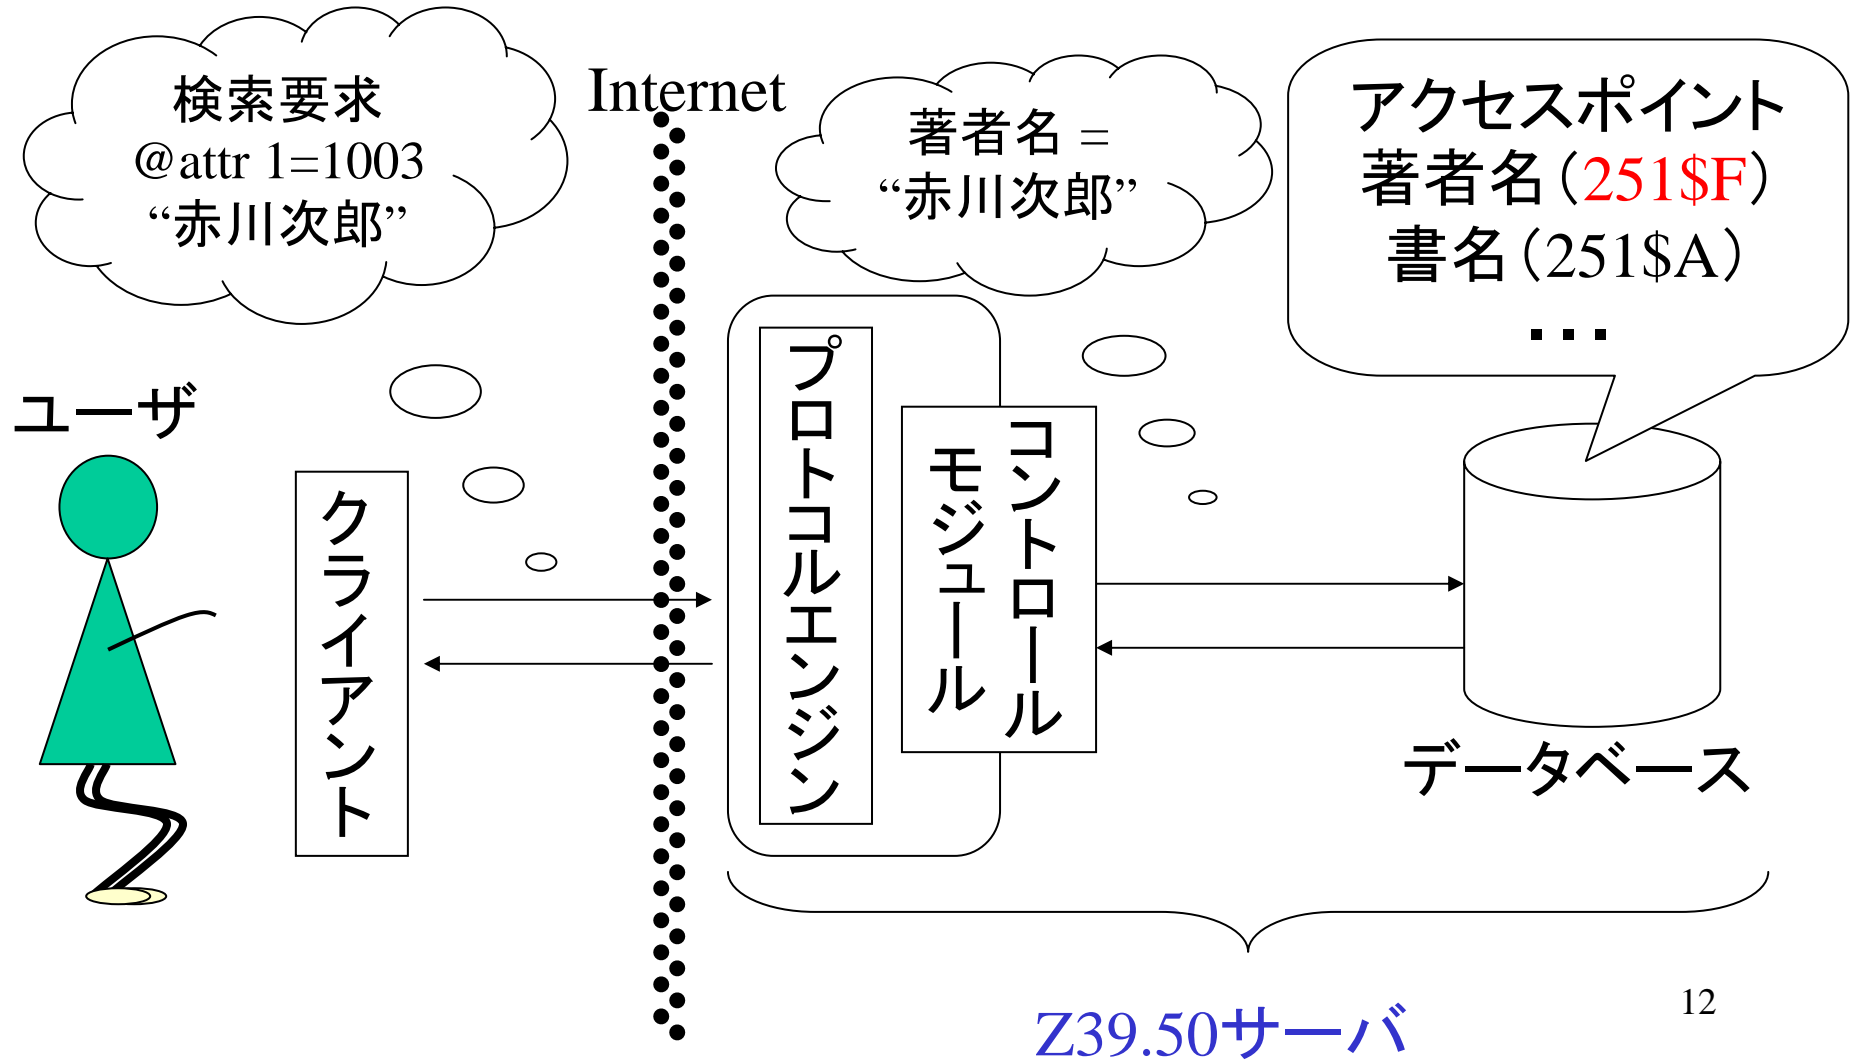 検索要求
@attr 1=1003
“赤川次郎”
Internet
著者名 =
“赤川次郎”
アクセスポイント
著者名(251$F)
書名(251$A)
・・・
ユーザ
クライアント
プロトコルエンジン
コントロール
モジュール
データベース
Z39.50サーバ
12